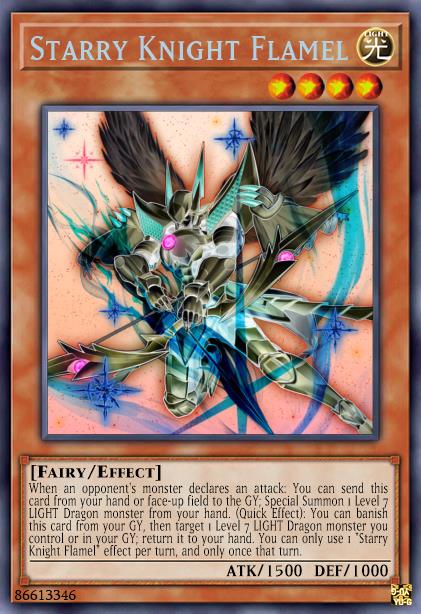 Starry Knight Flamel
LIGHT
光
[Fairy/Effect]
When an opponent's monster declares an attack: You can send this
card from your hand or face-up field to the GY; Special Summon 1 Level 7
LIGHT Dragon monster from your hand. (Quick Effect): You can banish
this card from your GY, then target 1 Level 7 LIGHT Dragon monster you
control or in your GY; return it to your hand. You can only use 1 "Starry
Knight Flamel" effect per turn, and only once that turn.
ATK/1500 DEF/1000
86613346